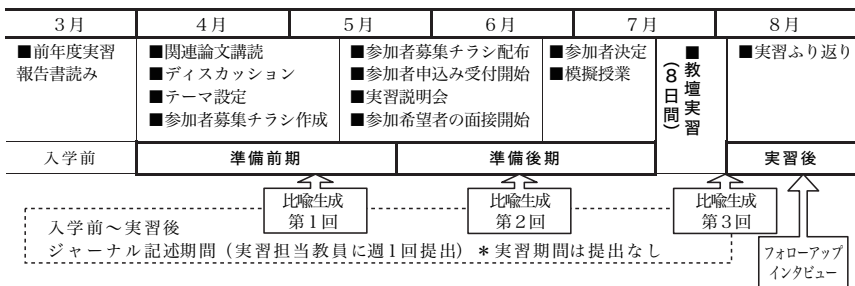 3月 4月 5月 6月 7月 8月
■前年度実習
報告書読み
■関連論文講読
■ディスカッション
■テーマ設定
■参加者募集チラシ作成
■参加者募集チラシ配布
■参加者申込み受付開始
■実習説明会
■参加希望者の面接開始
■参加者決定
■模擬授業
■教壇実習
(8日間)
■実習ふり返り
入学前 準備前期 準備後期 実習後
比喩生成
第1回
比喩生成
第2回
比喩生成
第3回
入学前~実習後
ジャーナル記述期間(実習担当教員に週1回提出)*実習期間は提出なし
フォローアップ
インタビュー